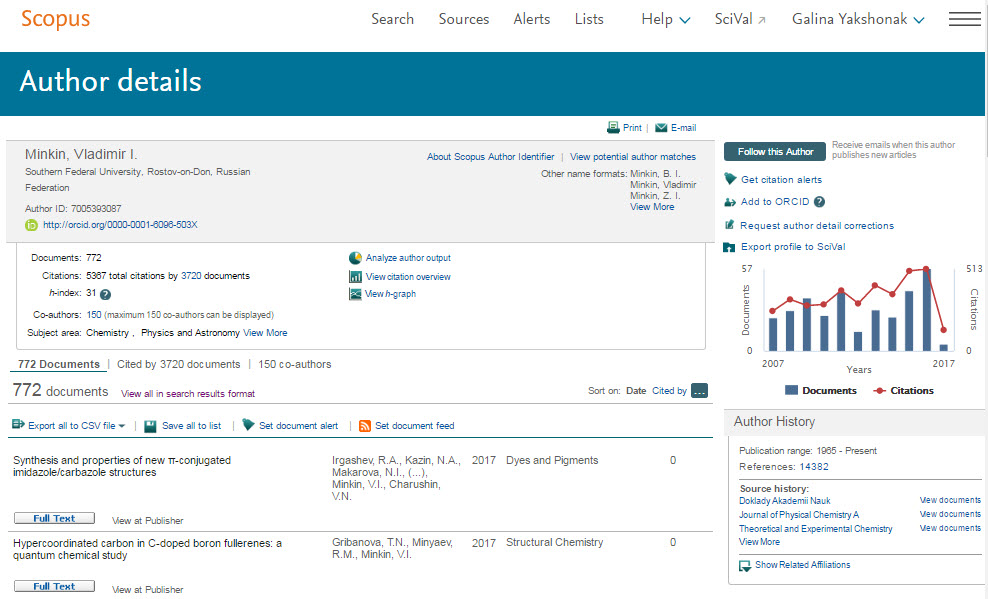 Scopus
Search Sources Alerts Lists Help SciVal Galina Yakshonak
Author details
Print | E-mail
Minkin, Vladimir I.
Southern Federal University, Rostov-on-Don, Russian
Federation
Author ID: 7005393087
http://orcid.org/0000-0001-6096-503X
About Scopus Author Identifier | View potential author matches
Other name formats: Minkin, B. I.
Minkin, Vladimir
Minkin, Z. I.
View More
Documents: 772
Citations: 5367 total citations by 3720 documents
h-index: 31 ?
Co-authors: 150 (maximum 150 co-authors can be displayed)
Subject area: Chemistry , Physics and Astronomy View More
Analyze author output
View citation overview
View h-graph
772 Documents | Cited by 3720 documents | 150 co-authors
772 documents View all in search results format
Sort on: Date Cited by ...
Export all to CSV file | Save all to list | Set document alert | Set document feed
Synthesis and properties of new π-conjugated
imidazole/carbazole structures
Irgashev, R.A., Kazin, N.A.,
Makarova, N.I., (...),
Minkin, V.I., Charushin,
V.N.
2017 Dyes and Pigments 0
Full Text View at Publisher
Hypercoordinated carbon in C-doped boron fullerenes: a
quantum chemical study
Gribanova, T.N., Minyaev,
R.M., Minkin, V.I.
2017 Structural Chemistry 0
Full Text View at Publisher
Follow this Author
Receive emails when this author
publishes new articles
Get citation alerts
Add to ORCID ?
Request author detail corrections
Export profile to SciVal
57 513
Documents
Citations
0 0
2007 2017
Years
Documents Citations
Author History
Publication range: 1965 - Present
References: 14382
Source history:
Doklady Akademii Nauk View documents
Journal of Physical Chemistry A View documents
Theoretical and Experimental Chemistry View documents
View More
Show Related Affiliations